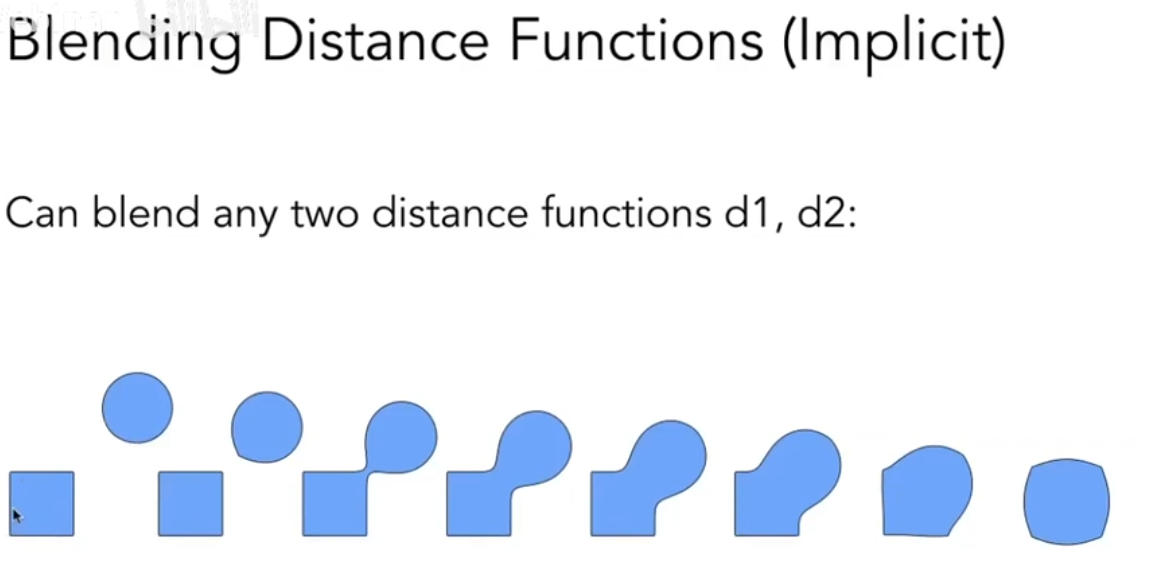 Blending Distance Functions (Implicit)
Can blend any two distance functions d1, d2: